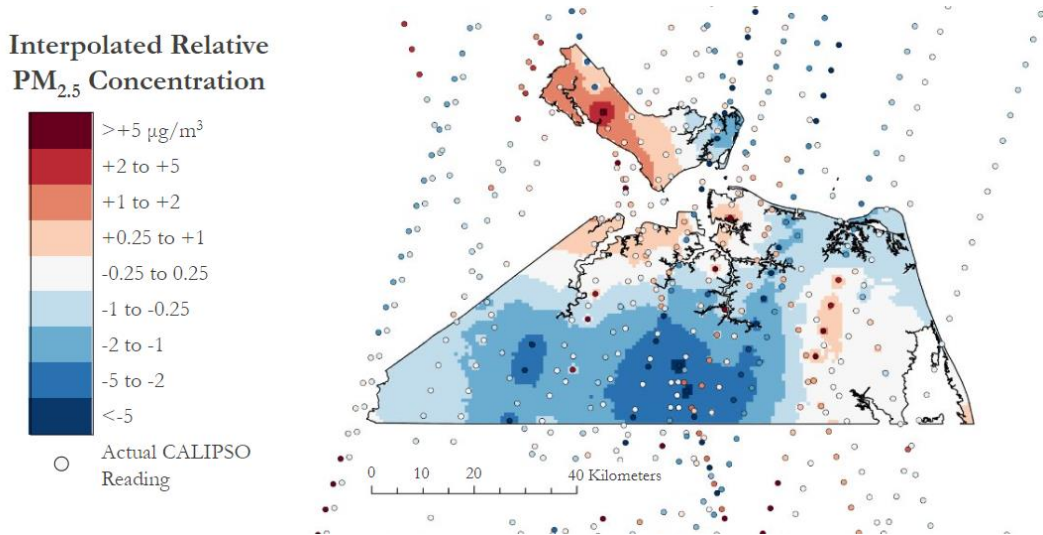 Interpolated Relative
PM2.5 Concentration
>+5 µg/m³
+2 to +5
+1 to +2
+0.25 to +1
-0.25 to 0.25
-1 to -0.25
-2 to -1
-5 to -2
<-5
Actual CALIPSO
Reading
0 10 20 40 Kilometers